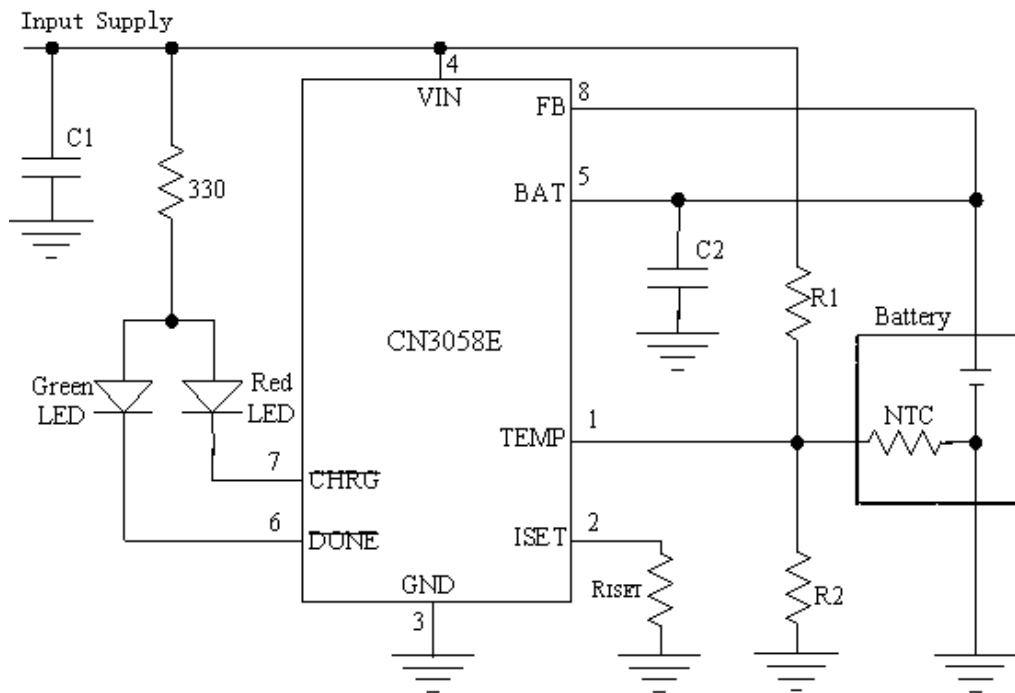 Input Supply
4
VIN
8
FB
C1
330
5
BAT
C2
R1
CN3058E
Battery
Green
LED
Red
LED
NTC
1
TEMP
7
CHRG
6
DONE
2
ISET
RISET
R2
GND
3